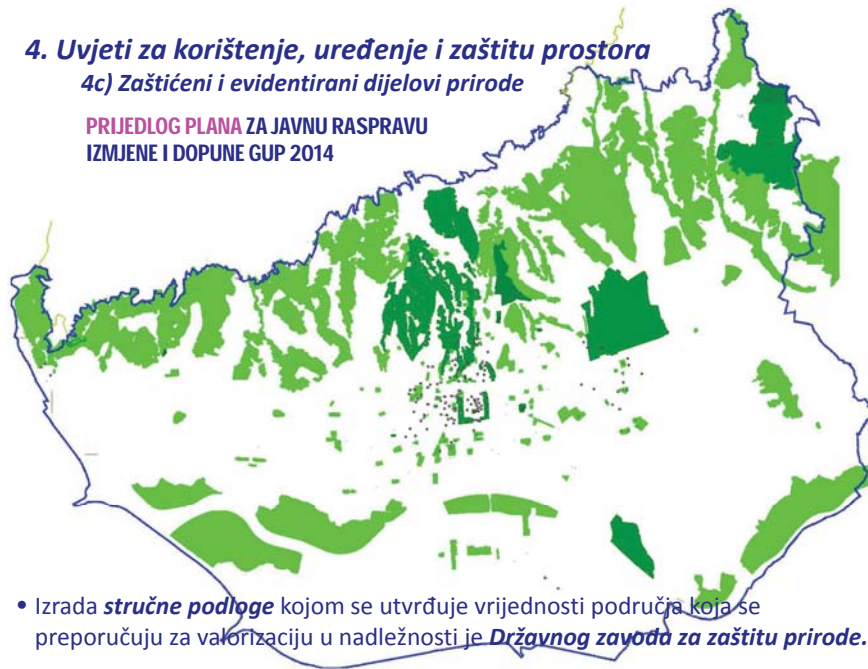 4. Uvjeti za korištenje, uređenje i zaštitu prostora
4c) Zaštićeni i evidentirani dijelovi prirode
PRIJEDLOG PLANA ZA JAVNU RASPRAVU
IZMJENE I DOPUNE GUP 2014
• Izrada stručne podloge kojom se utvrđuje vrijednosti područja koja se
preporučuju za valorizaciju u nadležnosti je Državnog zavoda za zaštitu prirode.